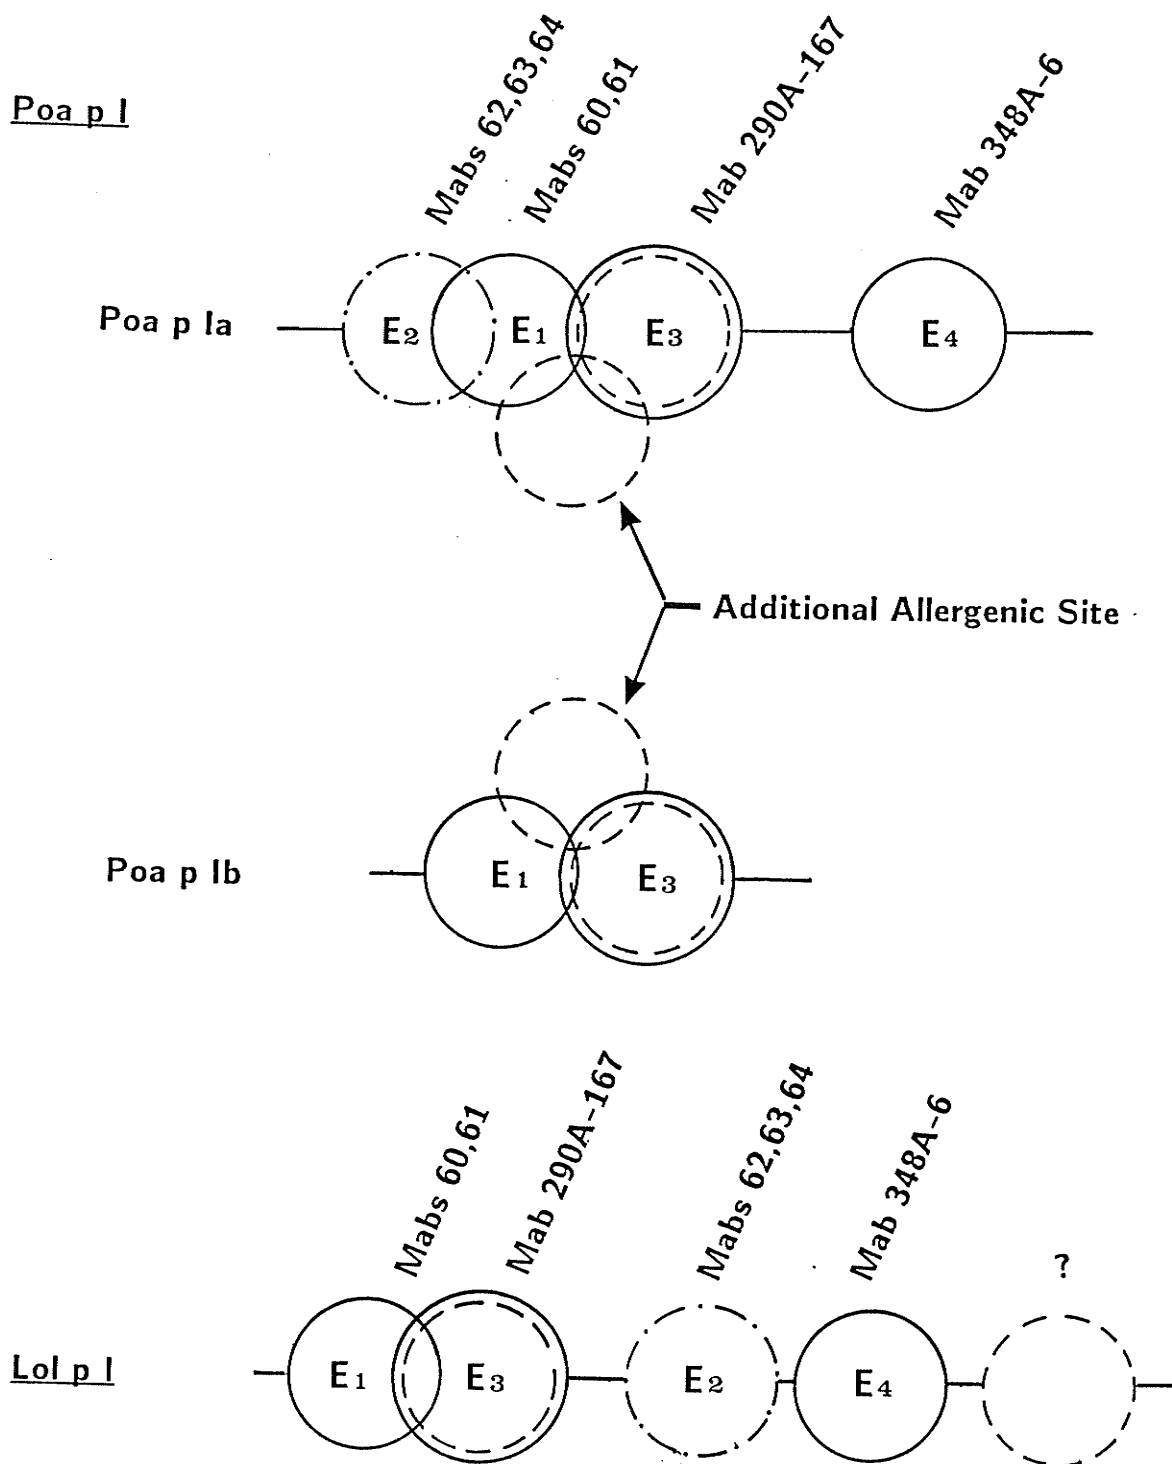 Poa p I
Mabs 62,63,64
Mabs 60,61
Mab 290A-167
Mab 348A-6
Poa p Ia
E2
E1
E3
E4
Additional Allergenic Site
Poa p Ib
E1
E3
Mabs 60,61
Mab 290A-167
Mabs 62,63,64
Mab 348A-6
?
Lol p I
E1
E3
E2
E4